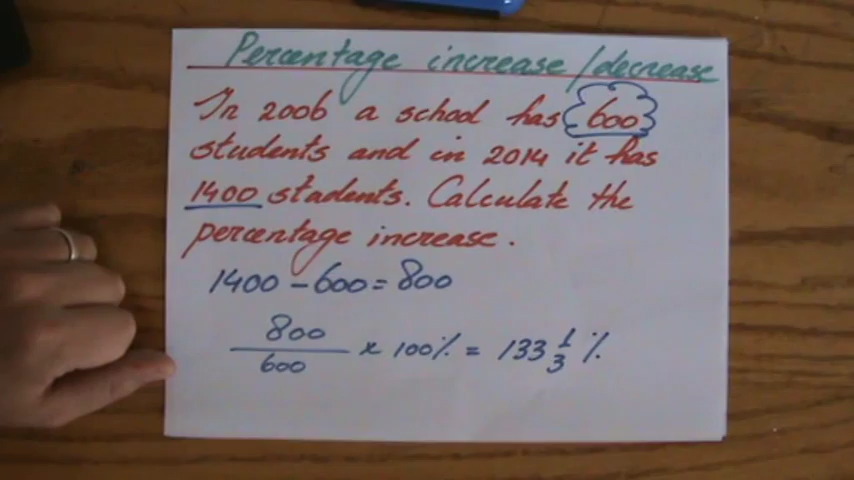 Percentage increase/decrease
In 2006 a school has 600
students and in 2014 it has
1400 students. Calculate the
percentage increase.
1400 - 600 = 800
800
600
x 100% = 133 1/3 %